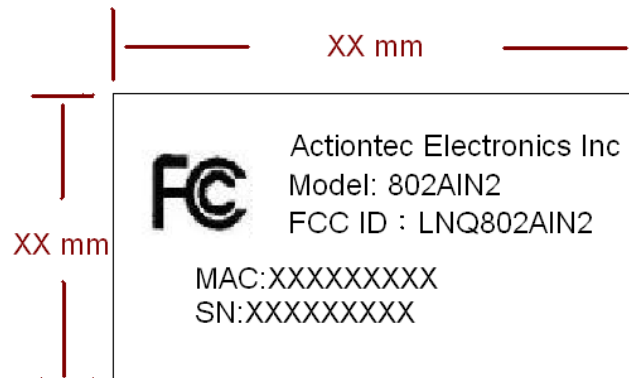 XX mm
XX mm
FC
Actiontec Electronics Inc
Model: 802AIN2
FCC ID : LNQ802AIN2
MAC:XXXXXXXXX
SN:XXXXXXXXX